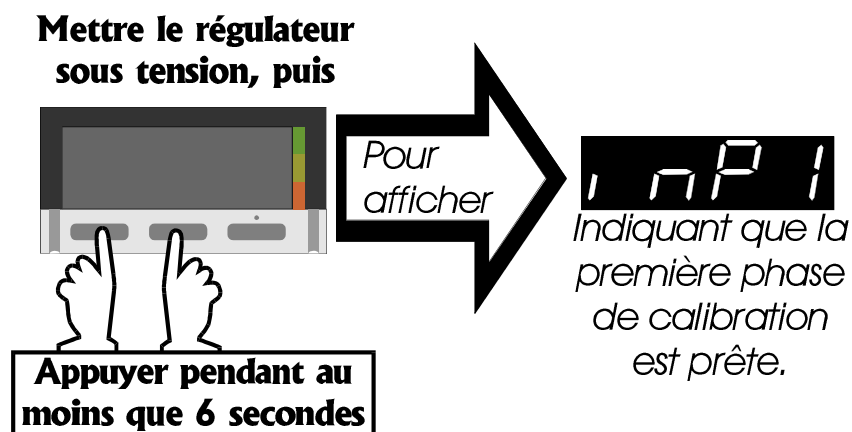 Mettre le régulateur
sous tension, puis
Pour
afficher
ınP1
Indiquant que la
première phase
de calibration
est prête.
Appuyer pendant au
moins que 6 secondes